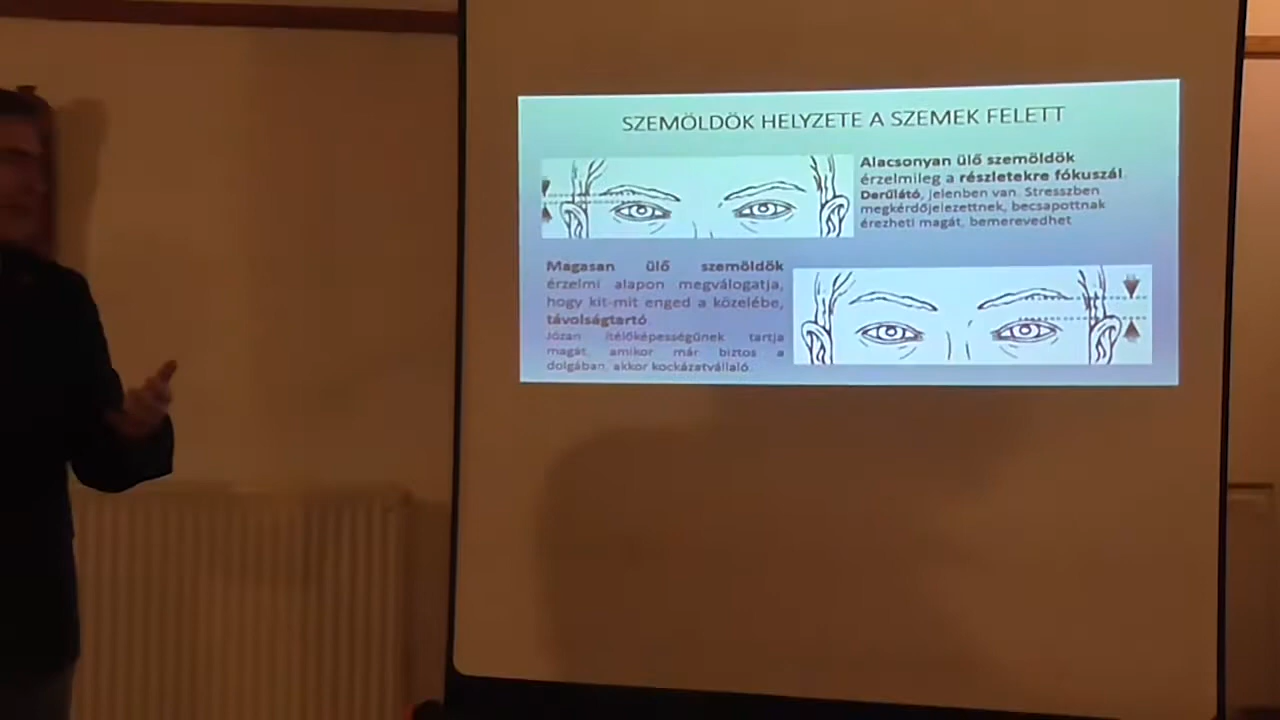 SZEMÖLDÖK HELYZETE A SZEMEK FELETT
Alacsonyan ülő szemöldök
érzelmileg a részletekre fókuszál.
Derűlátó, jelenben van. Stresszben
megkérdőjelezettnek, becsapottnak
érezheti magát, bemerevedhet
Magasan ülő szemöldök
érzelmi alapon megválogatja,
hogy kit-mit enged a közelébe,
távolságtartó.
Józan ítélőképességűnek tartja
magát, amikor már biztos a
dolgában, akkor kockázatvállaló.